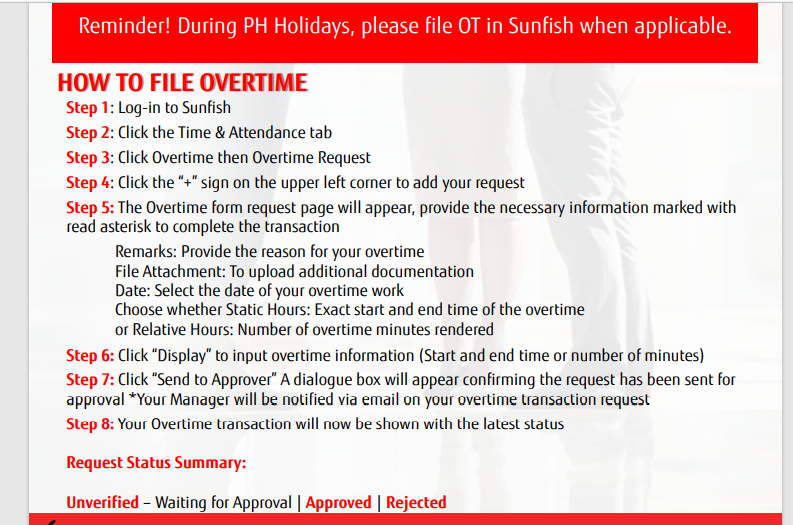 Reminder! During PH Holidays, please file OT in Sunfish when applicable.
HOW TO FILE OVERTIME
Step 1: Log-in to Sunfish
Step 2: Click the Time & Attendance tab
Step 3: Click Overtime then Overtime Request
Step 4: Click the “+” sign on the upper left corner to add your request
Step 5: The Overtime form request page will appear, provide the necessary information marked with
read asterisk to complete the transaction
Remarks: Provide the reason for your overtime
File Attachment: To upload additional documentation
Date: Select the date of your overtime work
Choose whether Static Hours: Exact start and end time of the overtime
or Relative Hours: Number of overtime minutes rendered
Step 6: Click “Display” to input overtime information (Start and end time or number of minutes)
Step 7: Click “Send to Approver” A dialogue box will appear confirming the request has been sent for
approval *Your Manager will be notified via email on your overtime transaction request
Step 8: Your Overtime transaction will now be shown with the latest status
Request Status Summary:
Unverified – Waiting for Approval | Approved | Rejected